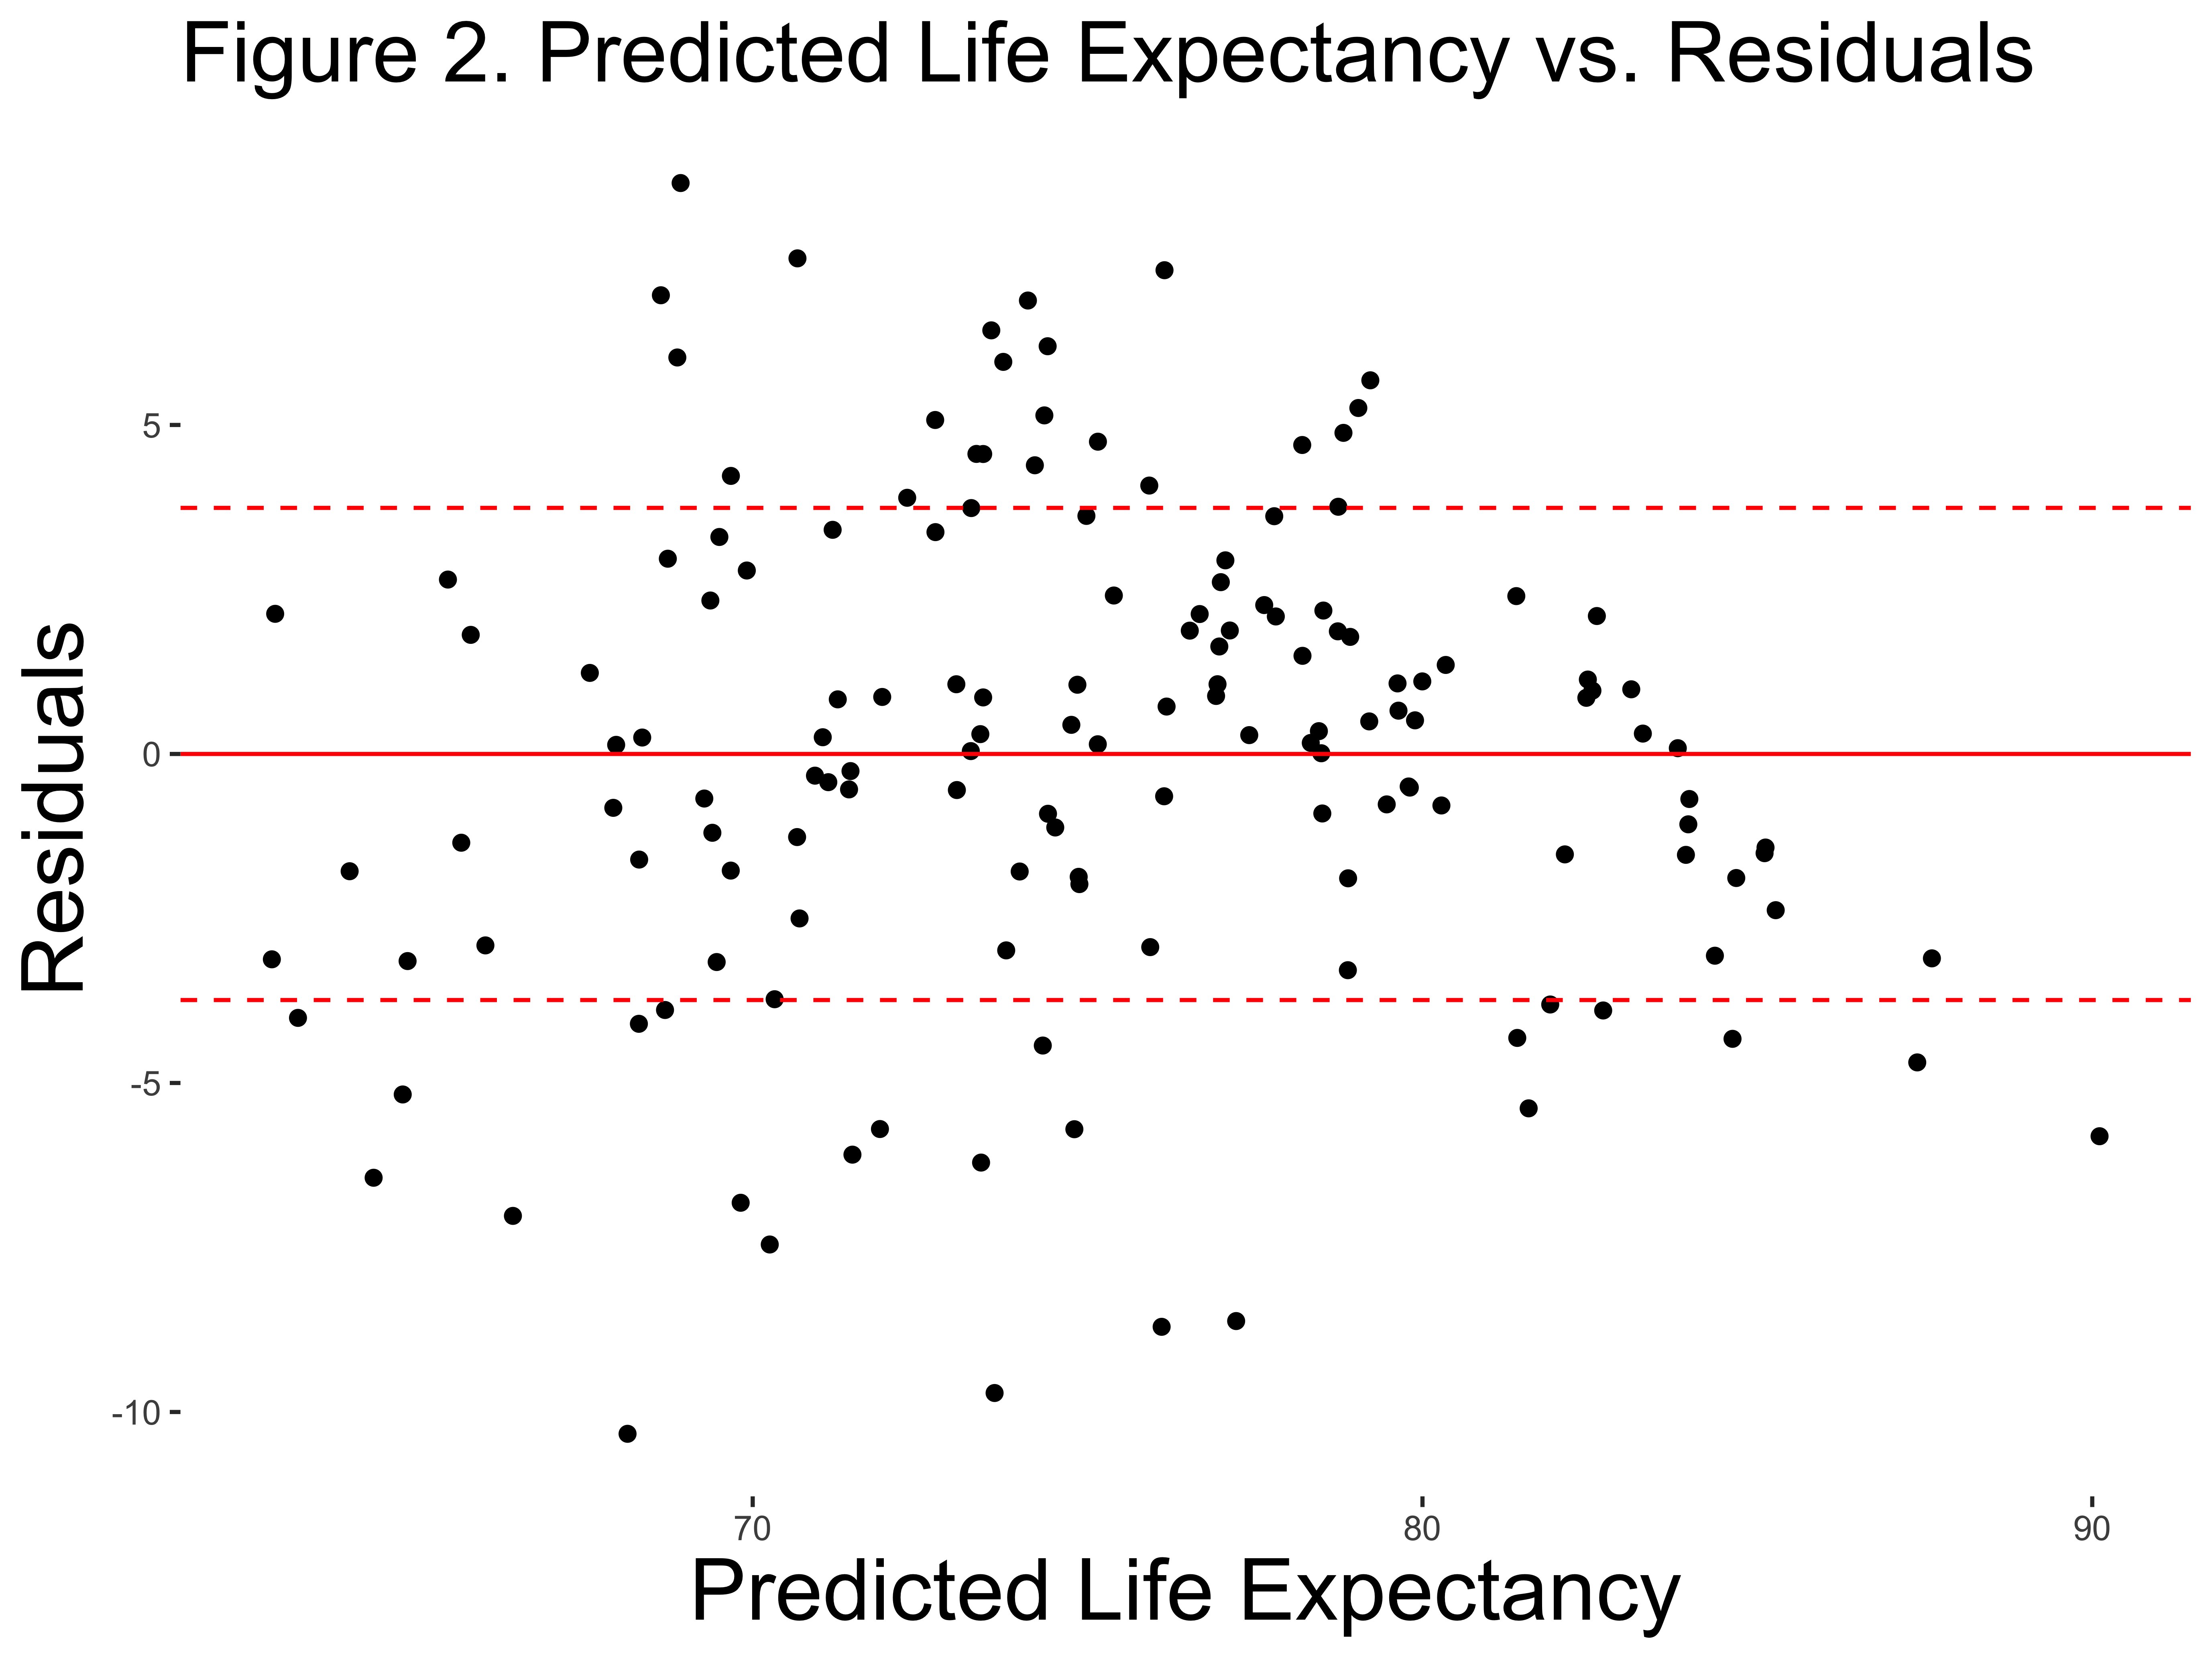 Figure 2. Predicted Life Expectancy vs. Residuals
Residuals
5
0
-5
-10
70
80
90
Predicted Life Expectancy